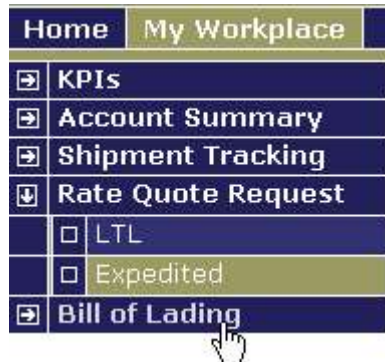 Home My Workplace
KPIs
Account Summary
Shipment Tracking
Rate Quote Request
LTL
Expedited
Bill of Lading